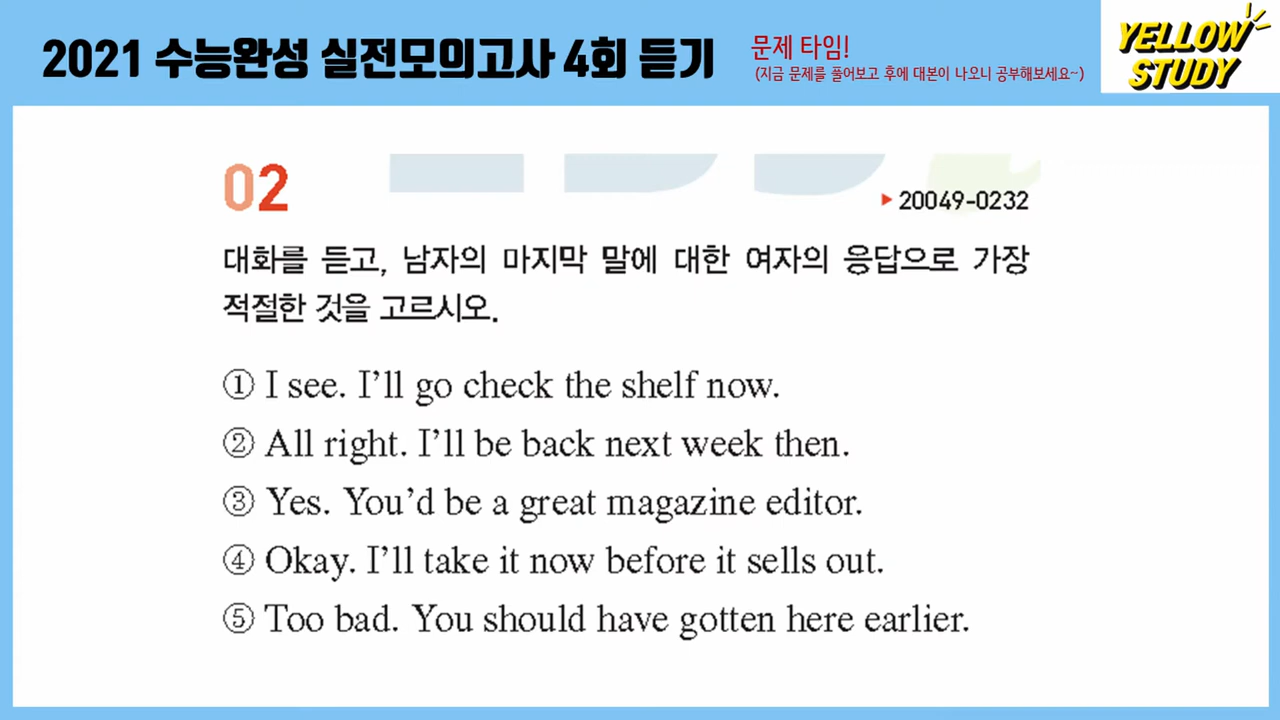 2021 수능완성 실전모의고사 4회 듣기
문제 타임!
(지금 문제를 풀어보고 후에 대본이 나오니 공부해보세요~)
YELLOW
STUDY
02
▶ 20049-0232
대화를 듣고, 남자의 마지막 말에 대한 여자의 응답으로 가장
적절한 것을 고르시오.
① I see. I’ll go check the shelf now.
② All right. I’ll be back next week then.
③ Yes. You’d be a great magazine editor.
④ Okay. I’ll take it now before it sells out.
⑤ Too bad. You should have gotten here earlier.